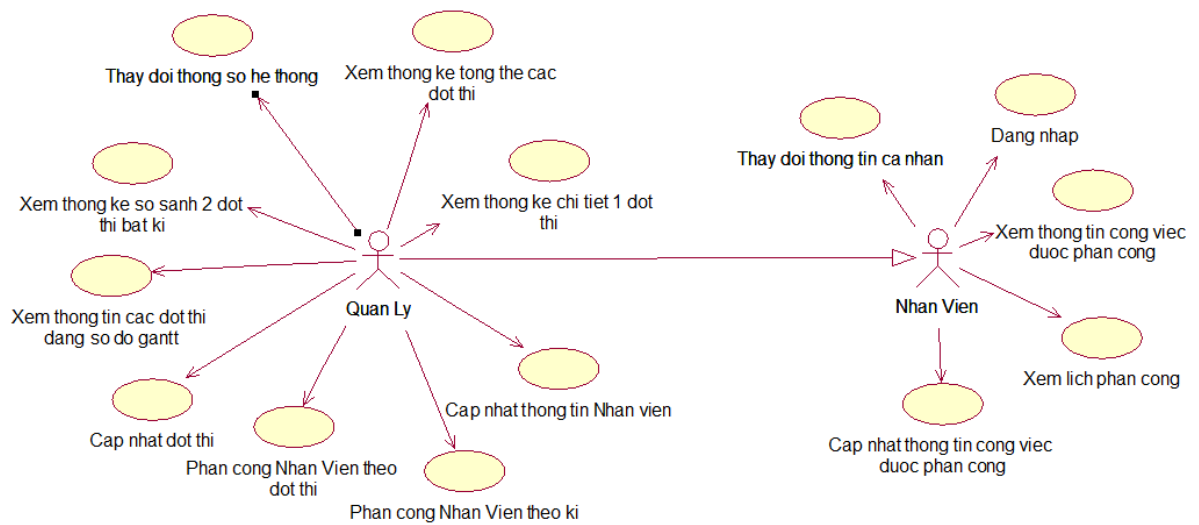 Thay doi thong so he thong
Xem thong ke tong the cac
dot thi
Dang nhap
Thay doi thong tin ca nhan
Xem thong ke so sanh 2 dot
thi bat ki
Xem thong ke chi tiet 1 dot
thi
Xem thong tin cong viec
duoc phan cong
Quan Ly
Nhan Vien
Xem thong tin cac dot thi
dang so do gantt
Xem lich phan cong
Cap nhat thong tin Nhan vien
Cap nhat dot thi
Cap nhat thong tin cong viec
duoc phan cong
Phan cong Nhan Vien theo
dot thi
Phan cong Nhan Vien theo ki